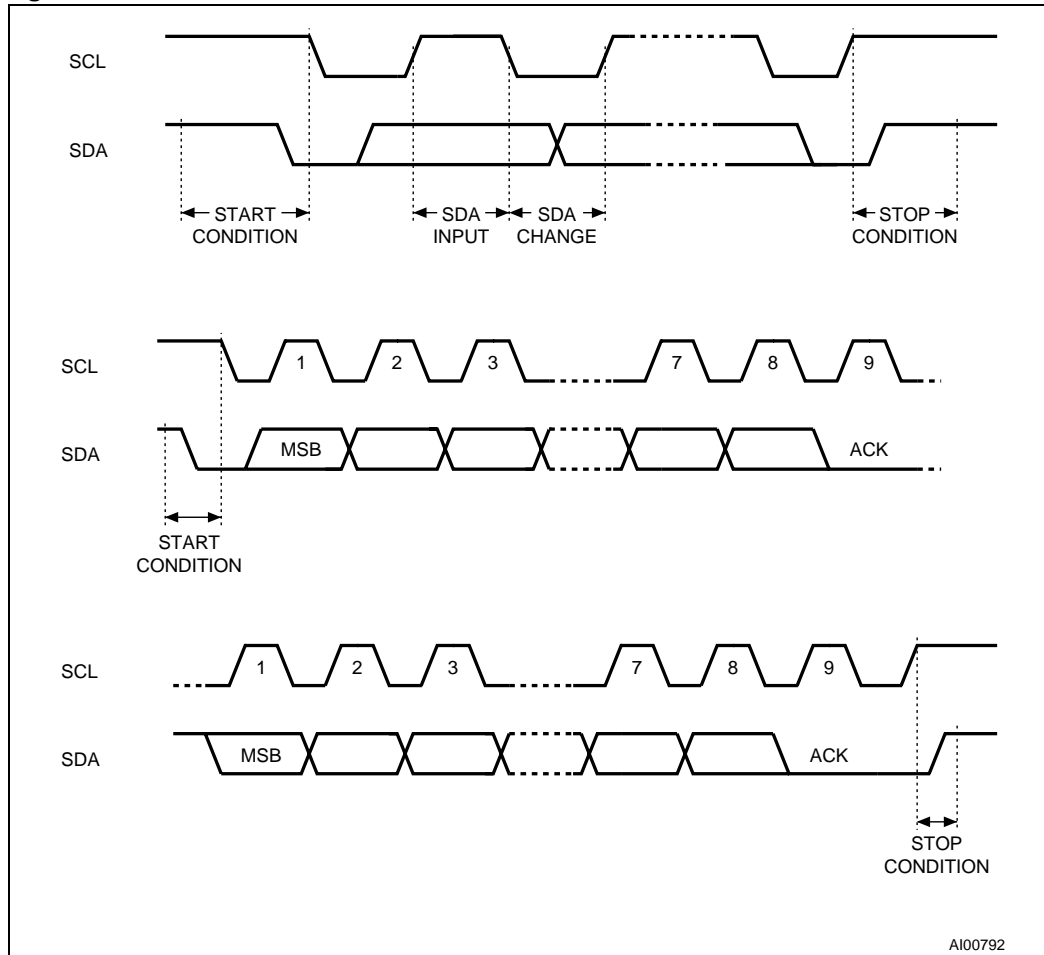 SCL
SDA
START
CONDITION
SDA
INPUT
SDA
CHANGE
STOP
CONDITION
SCL
1 2 3 7 8 9
SDA
MSB ACK
START
CONDITION
SCL
1 2 3 7 8 9
SDA
MSB ACK
STOP
CONDITION
AI00792